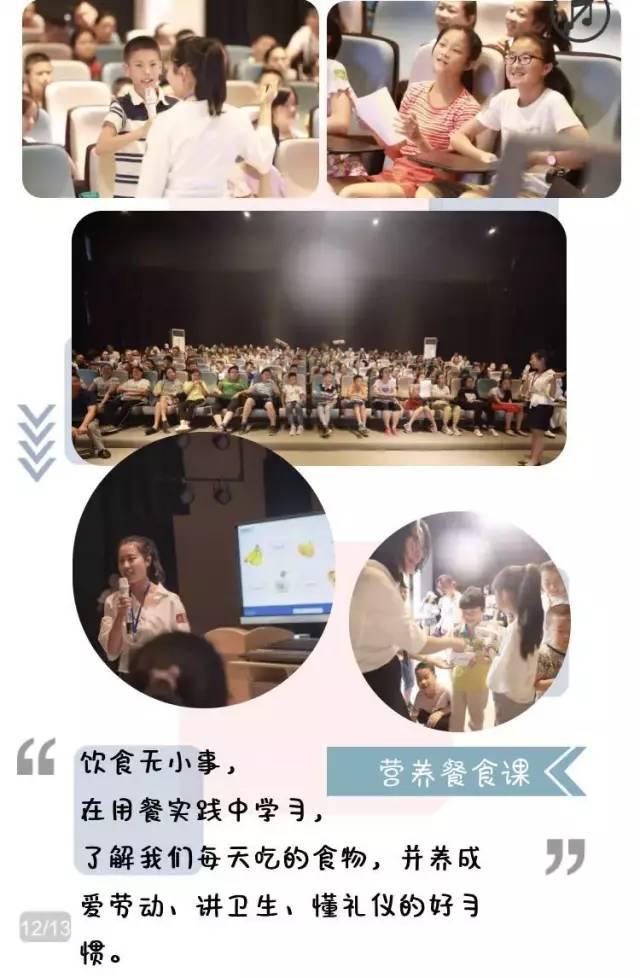 营养餐食课
饮食无小事，
在用餐实践中学习，
了解我们每天吃的食物，并养成
爱劳动、讲卫生、懂礼仪的好习
惯。
12/13